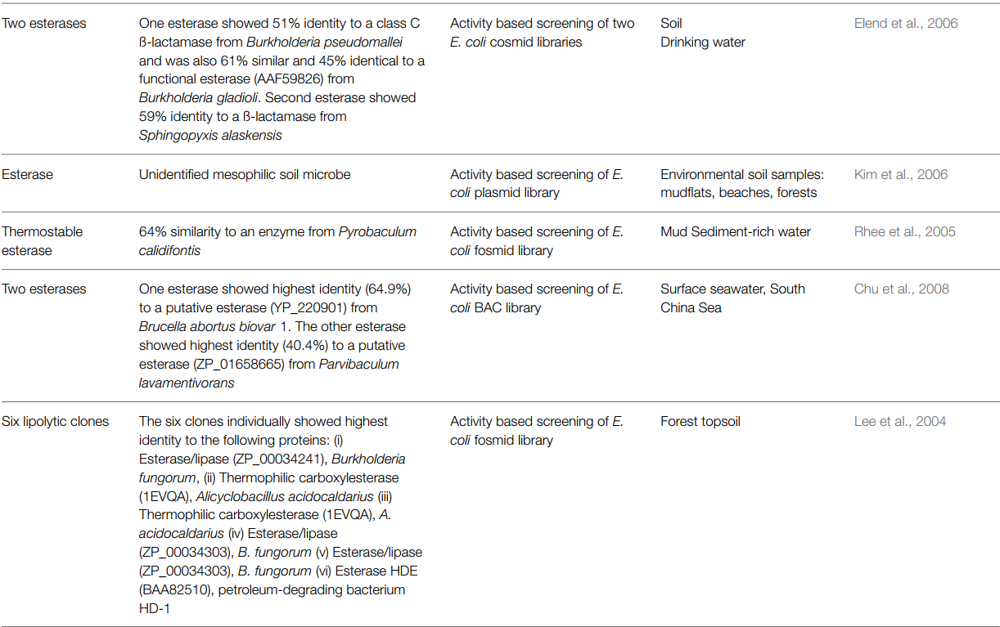 Two esterases
One esterase showed 51% identity to a class C
ß-lactamase from Burkholderia pseudomallei
and was also 61% similar and 45% identical to a
functional esterase (AAF59826) from
Burkholderia gladioli. Second esterase showed
59% identity to a ß-lactamase from
Sphingopyxis alaskensis
Activity based screening of two
E. coli cosmid libraries
Soil
Drinking water
Elend et al., 2006
Esterase
Unidentified mesophilic soil microbe
Activity based screening of E.
coli plasmid library
Environmental soil samples:
mudflats, beaches, forests
Kim et al., 2006
Thermostable
esterase
64% similarity to an enzyme from Pyrobaculum
calidifontis
Activity based screening of E.
coli fosmid library
Mud Sediment-rich water
Rhee et al., 2005
Two esterases
One esterase showed highest identity (64.9%)
to a putative esterase (YP_220901) from
Brucella abortus biovar 1. The other esterase
showed highest identity (40.4%) to a putative
esterase (ZP_01658665) from Parvibaculum
lavamentivorans
Activity based screening of E.
coli BAC library
Surface seawater, South
China Sea
Chu et al., 2008
Six lipolytic clones
The six clones individually showed highest
identity to the following proteins: (i)
Esterase/lipase (ZP_00034241), Burkholderia
fungorum, (ii) Thermophilic carboxylesterase
(1EVQA), Alicyclobacillus acidocaldarius (iii)
Thermophilic carboxylesterase (1EVQA), A.
acidocaldarius (iv) Esterase/lipase
(ZP_00034303), B. fungorum (v) Esterase/lipase
(ZP_00034303), B. fungorum (vi) Esterase HDE
(BAA82510), petroleum-degrading bacterium
HD-1
Activity based screening of E.
coli fosmid library
Forest topsoil
Lee et al., 2004